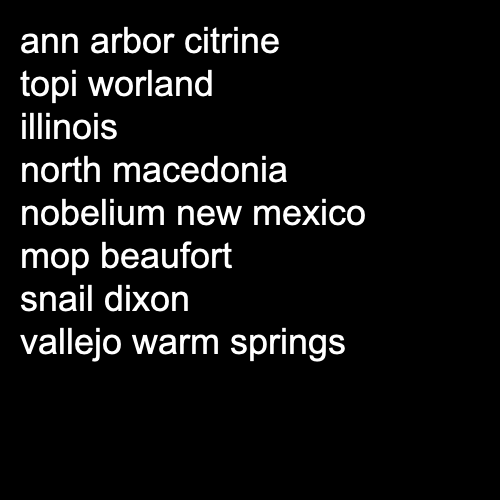 ann arbor citrine
topi worland
illinois
north macedonia
nobelium new mexico
mop beaufort
snail dixon
vallejo warm springs